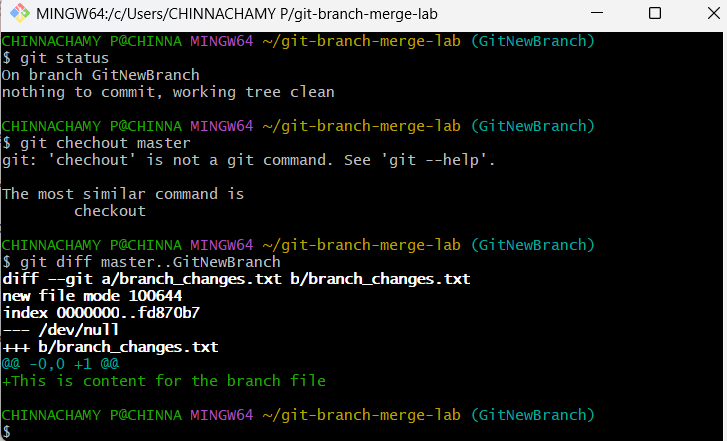 MINGW64:/c/Users/CHINNACHAMY P/git-branch-merge-lab
CHINNACHAMY P@CHINNA MINGW64 ~/git-branch-merge-lab (GitNewBranch)
$ git status
On branch GitNewBranch
nothing to commit, working tree clean
CHINNACHAMY P@CHINNA MINGW64 ~/git-branch-merge-lab (GitNewBranch)
$ git chechout master
git: 'chechout' is not a git command. See 'git --help'.
The most similar command is
checkout
CHINNACHAMY P@CHINNA MINGW64 ~/git-branch-merge-lab (GitNewBranch)
$ git diff master..GitNewBranch
diff --git a/branch_changes.txt b/branch_changes.txt
new file mode 100644
index 0000000..fd870b7
--- /dev/null
+++ b/branch_changes.txt
@@ -0,0 +1 @@
+This is content for the branch file
CHINNACHAMY P@CHINNA MINGW64 ~/git-branch-merge-lab (GitNewBranch)
$